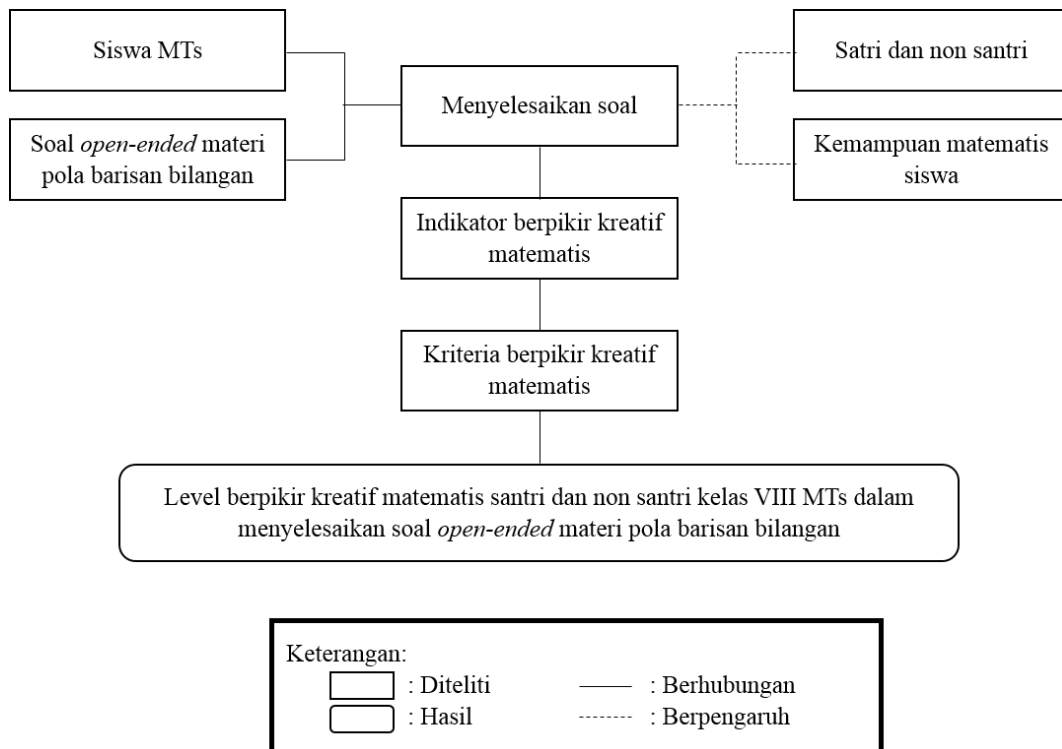 Siswa MTs
Soal open-ended materi
pola barisan bilangan
Menyelesaikan soal
Satri dan non santri
Kemampuan matematis
siswa
Indikator berpikir kreatif
matematis
Kriteria berpikir kreatif
matematis
Level berpikir kreatif matematis santri dan non santri kelas VIII MTs dalam
menyelesaikan soal open-ended materi pola barisan bilangan
Keterangan:
: Diteliti
: Berhubungan
: Hasil
: Berpengaruh